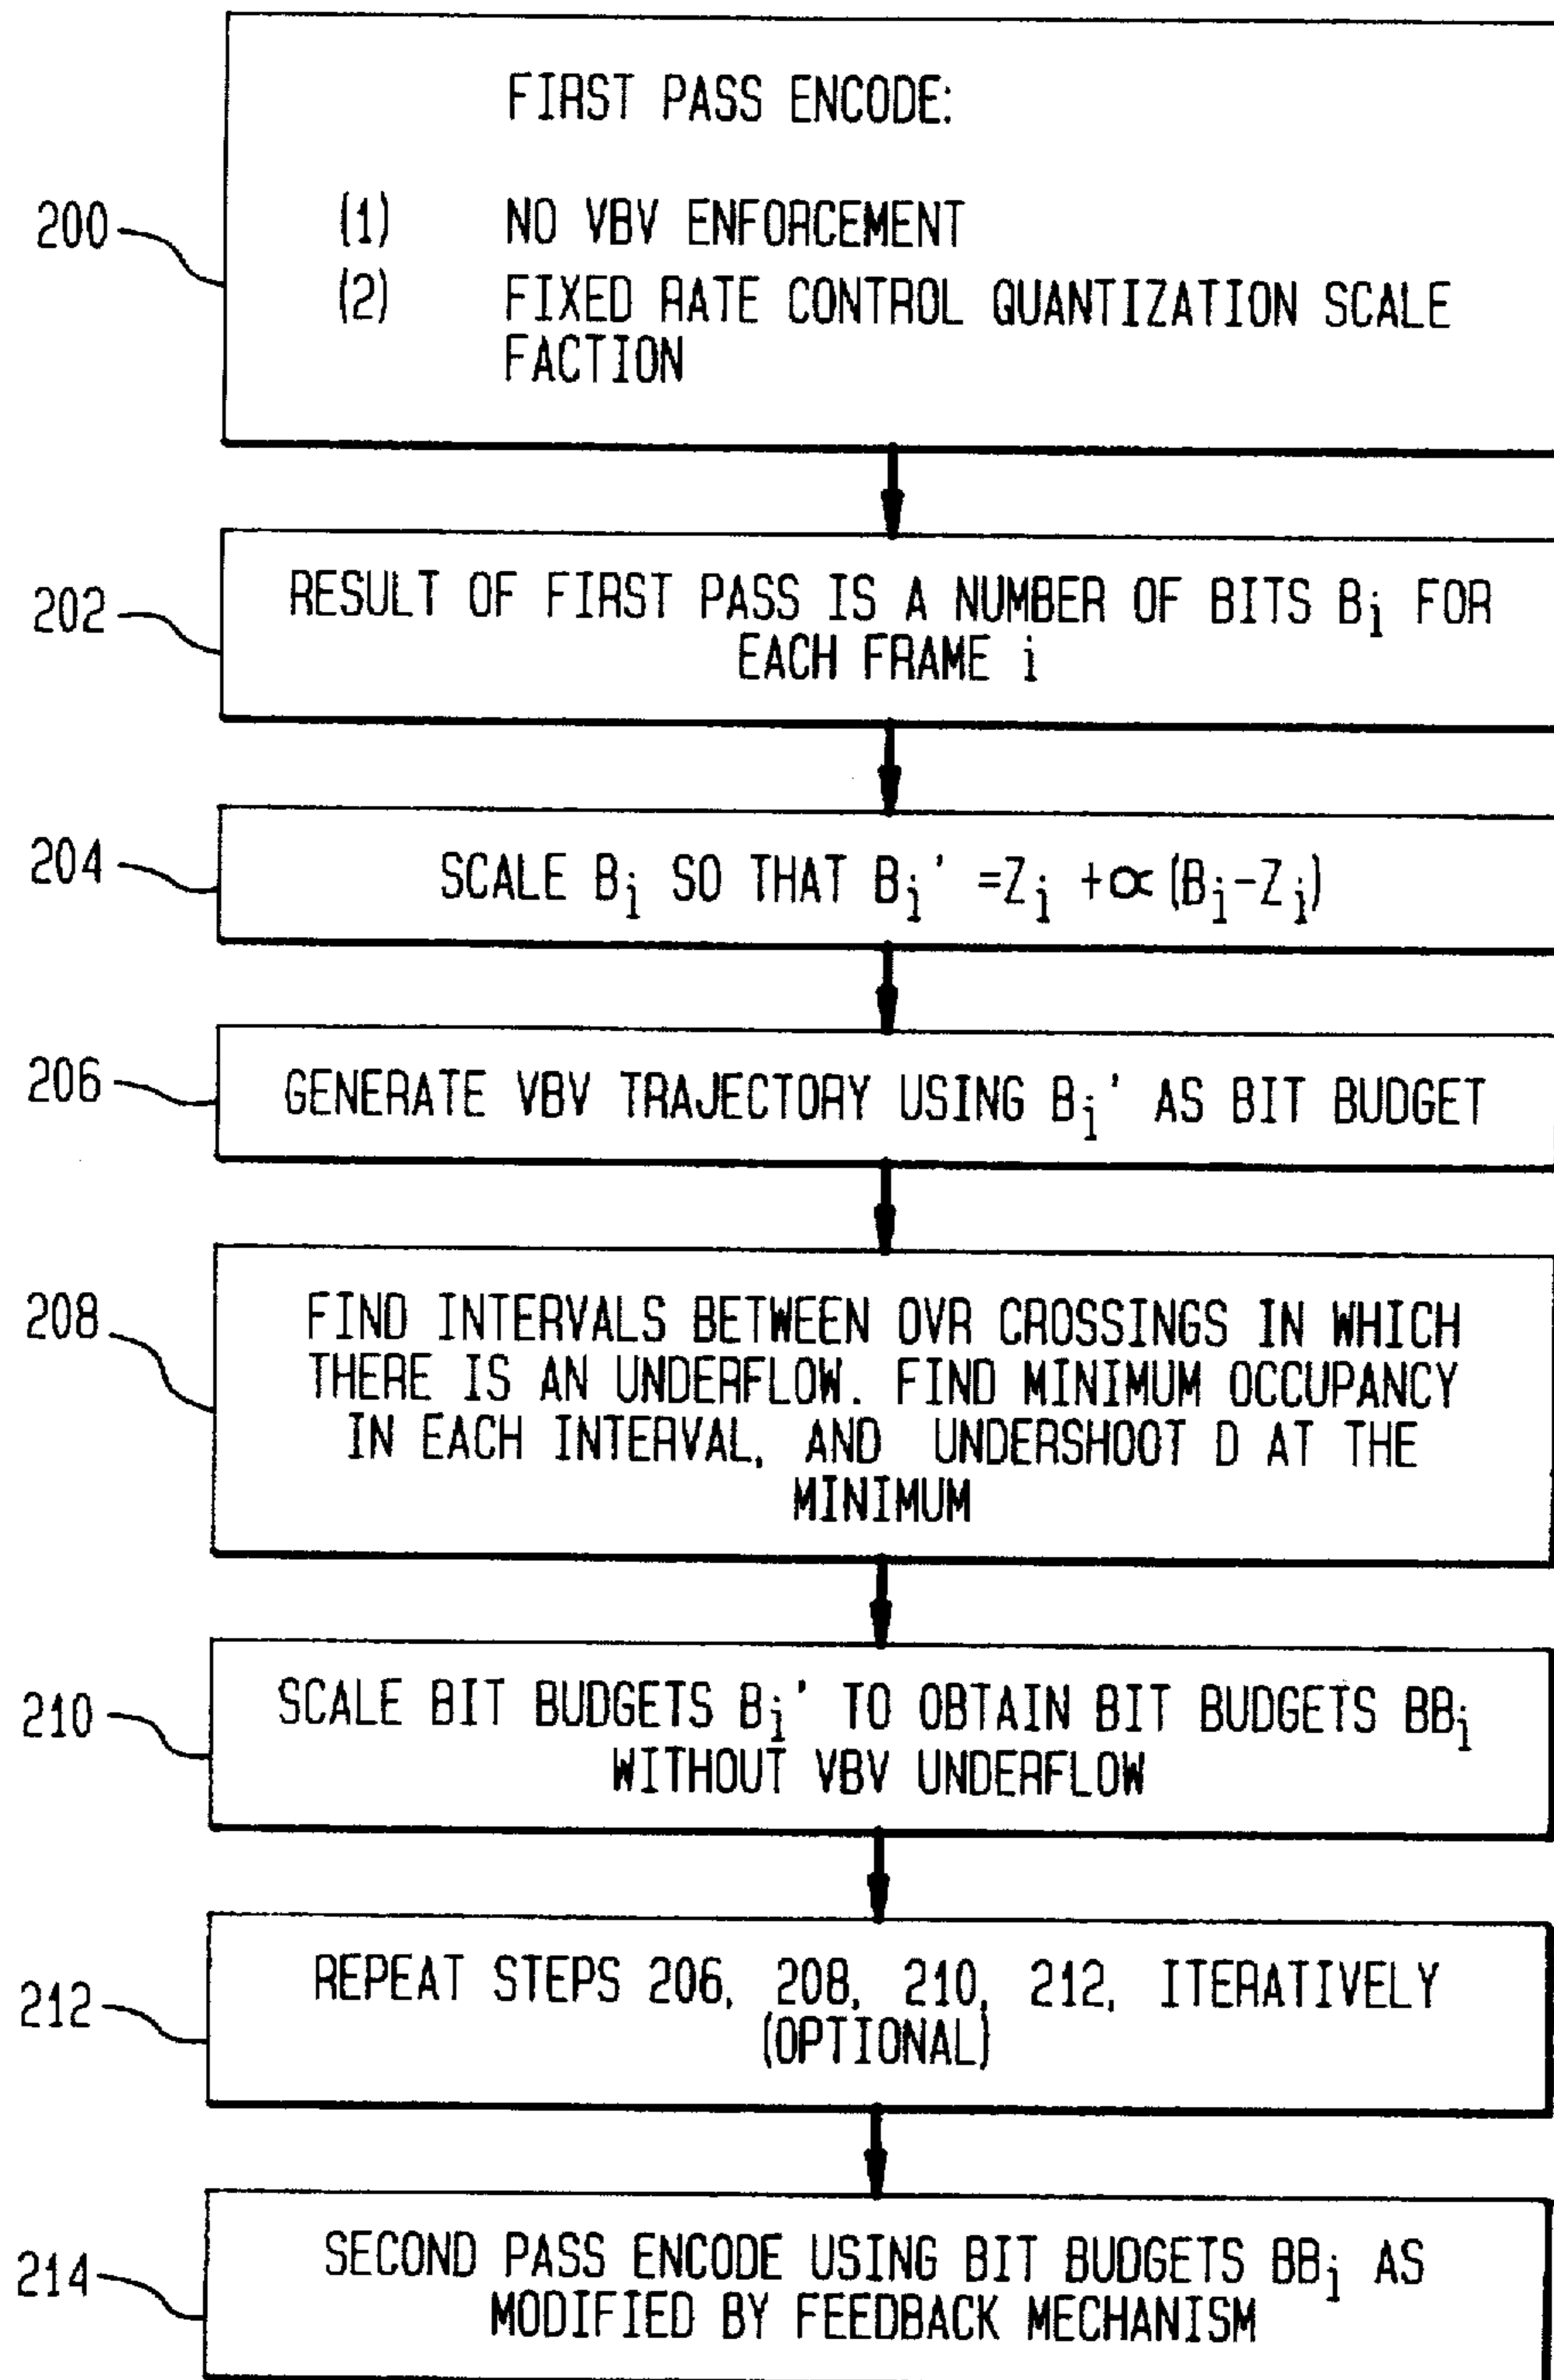 FIRST PASS ENCODE:
200
(1) NO VBV ENFORCEMENT
(2) FIXED RATE CONTROL QUANTIZATION SCALE
FACTION
202
RESULT OF FIRST PASS IS A NUMBER OF BITS Bi FOR
EACH FRAME i
204
SCALE Bi SO THAT Bi' =Zi +∝(Bi-Zi)
206
GENERATE VBV TRAJECTORY USING Bi' AS BIT BUDGET
208
FIND INTERVALS BETWEEN OVR CROSSINGS IN WHICH
THERE IS AN UNDERFLOW. FIND MINIMUM OCCUPANCY
IN EACH INTERVAL, AND UNDERSHOOT D AT THE
MINIMUM
210
SCALE BIT BUDGETS Bi' TO OBTAIN BIT BUDGETS BBi
WITHOUT VBV UNDERFLOW
212
REPEAT STEPS 206, 208, 210, 212, ITERATIVELY
(OPTIONAL)
214
SECOND PASS ENCODE USING BIT BUDGETS BBi AS
MODIFIED BY FEEDBACK MECHANISM